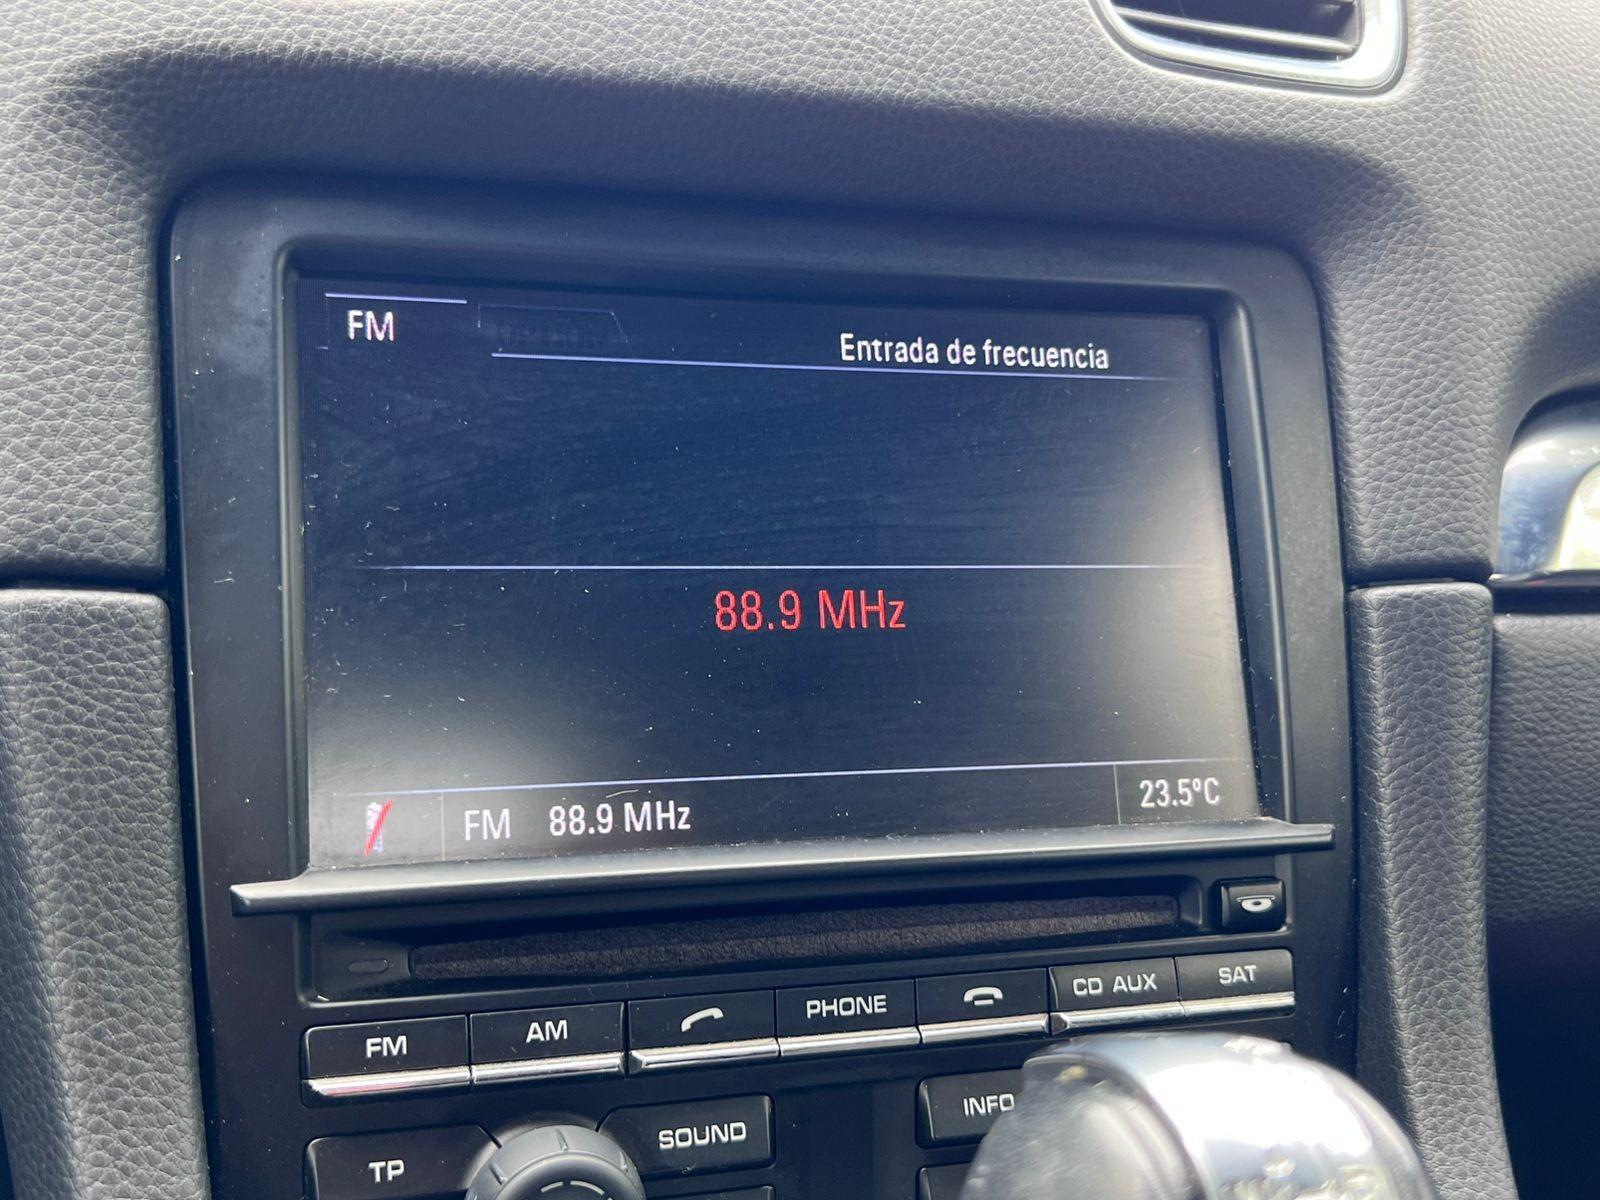 FM
Entrada de frecuencia
88.9 MHz
FM 88.9 MHz
23.5ºC
FM
AM
PHONE
CD AUX
SAT
TP
SOUND
INFO